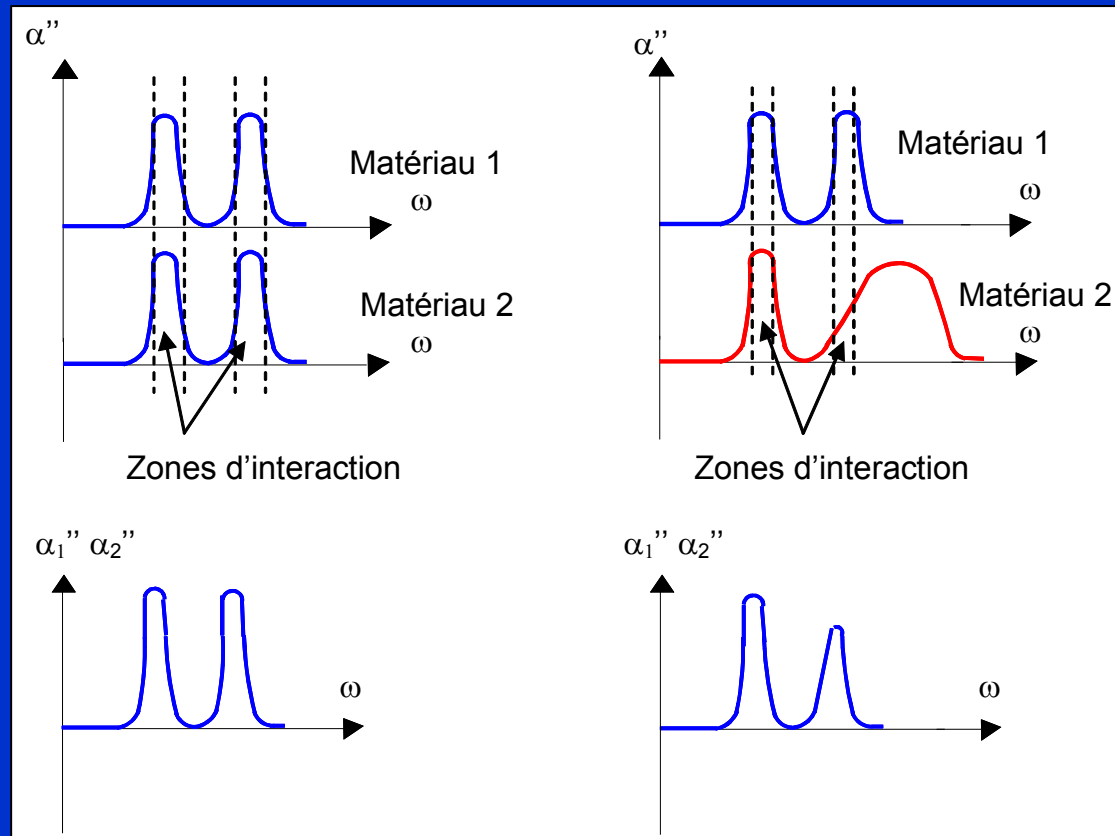 α’’
Matériau 1
ω
Matériau 2
ω
Zones d’interaction
α₁’’ α₂’’
ω
α’’
Matériau 1
ω
Matériau 2
ω
Zones d’interaction
α₁’’ α₂’’
ω